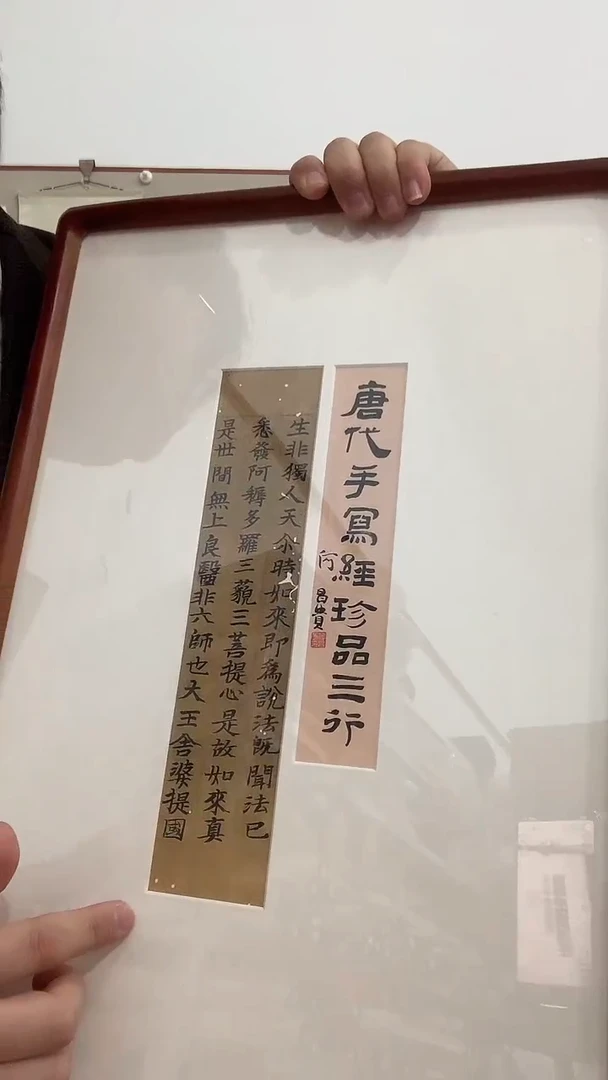 唐代手寫經珍品三行
生非獨人天尒時如來即為說法既聞法已
悉發阿耨多羅三藐三菩提心是故如來真
是世間無上良醫非六師也大王舍婆提國